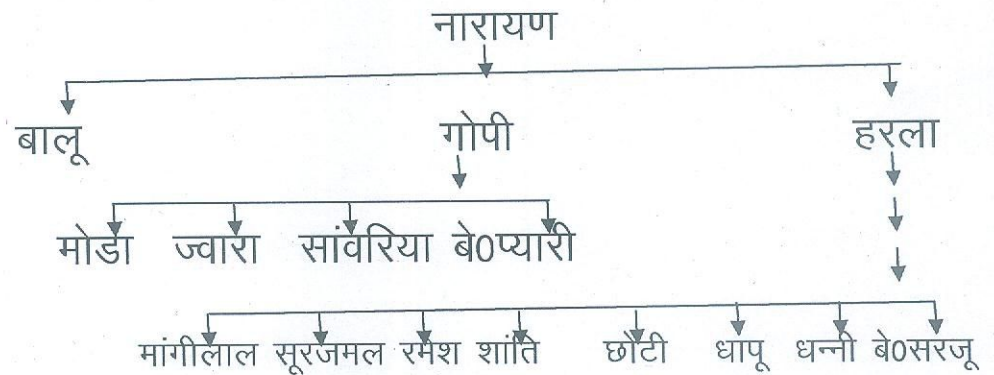 नारायण
बालू गोपी हरला
मोडा ज्वारा सांवरिया बे0प्यारी
मांगीलाल सूरजमल रमेश शांति छोटी धापू धन्नी बे0सरजू